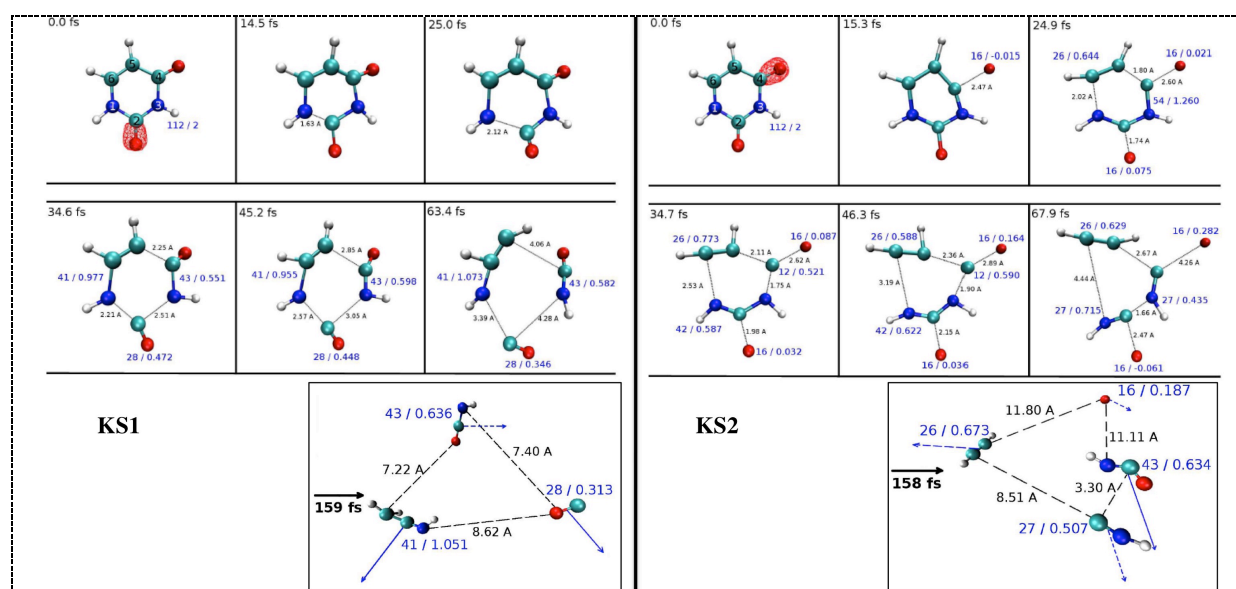 0.0 fs
14.5 fs
25.0 fs
5
6
4
1
3
2
112 / 2
1.63 A
2.12 A
34.6 fs
45.2 fs
63.4 fs
2.25 A
41 / 0.977
43 / 0.551
2.21 A
2.51 A
28 / 0.472
2.85 A
41 / 0.955
43 / 0.598
2.57 A
3.05 A
28 / 0.448
4.06 A
41 / 1.073
43 / 0.582
3.39 A
4.28 A
28 / 0.346
KS1
159 fs
43 / 0.636
7.22 A
7.40 A
28 / 0.313
8.62 A
41 / 1.051
0.0 fs
15.3 fs
24.9 fs
5
6
4
1
3
2
112 / 2
16 / -0.015
2.47 A
26 / 0.644
16 / 0.021
1.80 A
2.60 A
2.02 A
54 / 1.260
1.74 A
16 / 0.075
34.7 fs
46.3 fs
67.9 fs
26 / 0.773
16 / 0.087
2.11 A
2.62 A
12 / 0.521
2.53 A
1.75 A
42 / 0.587
1.98 A
16 / 0.032
26 / 0.588
16 / 0.164
2.36 A
2.89 A
12 / 0.590
3.19 A
1.90 A
42 / 0.622
2.15 A
16 / 0.036
26 / 0.629
16 / 0.282
2.67 A
4.26 A
4.44 A
27 / 0.435
27 / 0.715
1.66 A
2.47 A
16 / -0.061
KS2
158 fs
16 / 0.187
11.80 A
26 / 0.673
11.11 A
43 / 0.634
8.51 A
3.30 A
27 / 0.507